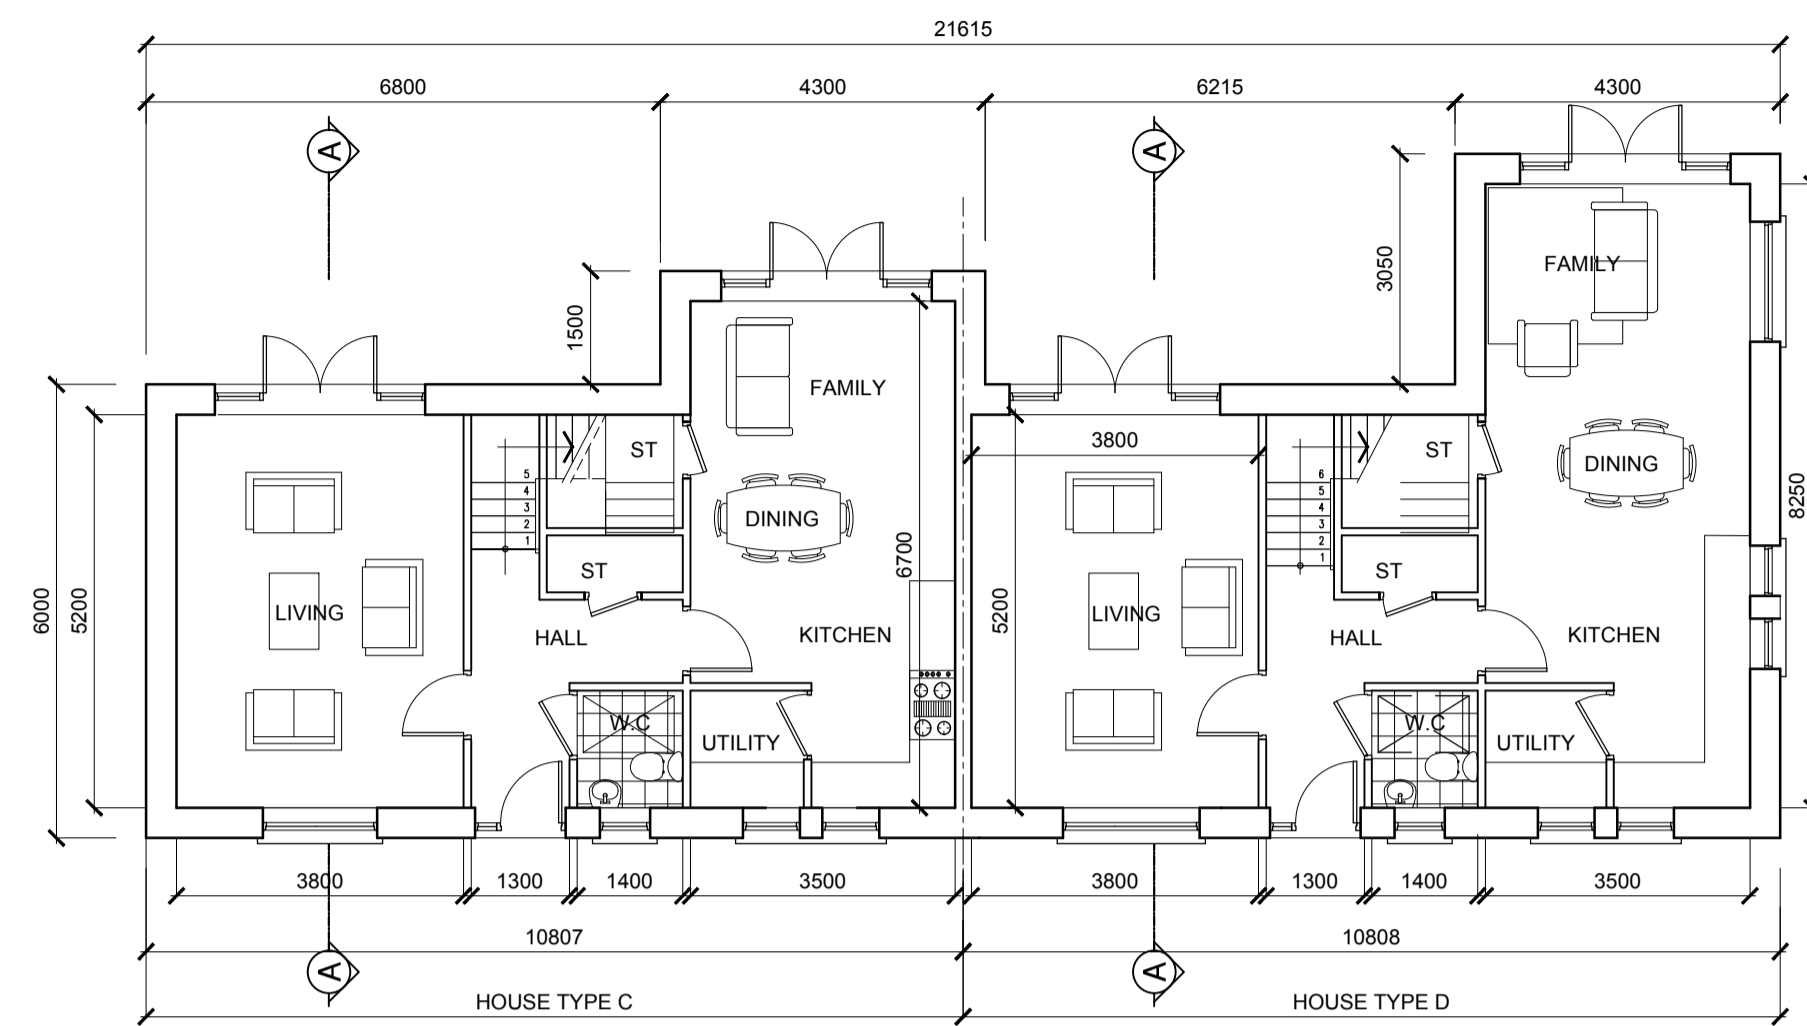 21615
6800 4300 6215 4300
A A
3050
FAMILY
1500
FAMILY
3800
ST ST
DINING
5 6
4 5
3 4
2 3
1 2
1
8250
DINING
6700
ST ST
6000 5200 LIVING 5200 LIVING
HALL KITCHEN HALL KITCHEN
W.C W.C
UTILITY UTILITY
3800 1300 1400 3500 3800 1300 1400 3500
10807 10808
A A
HOUSE TYPE C HOUSE TYPE D